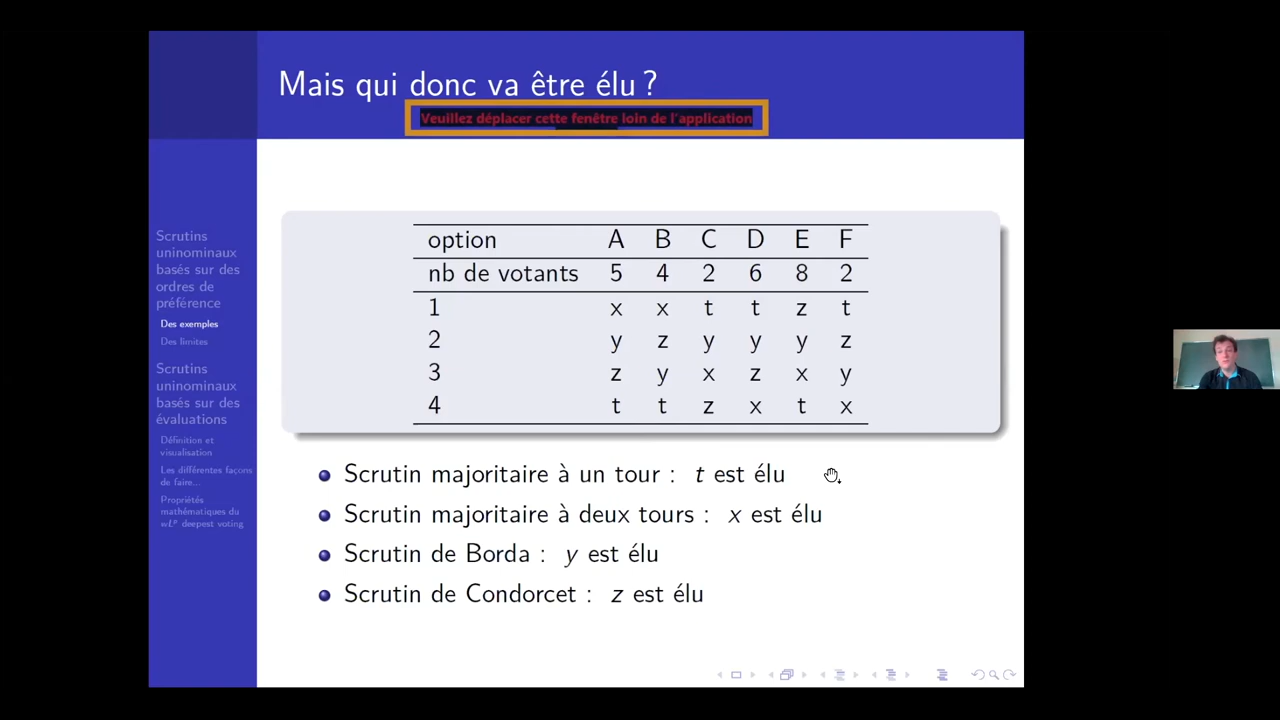 Mais qui donc va être élu ?
Veuillez déplacer cette fenêtre loin de l'application
Scrutins
uninominaux
basés sur des
ordres de
préférence
Des exemples
Des limites
Scrutins
uninominaux
basés sur des
évaluations
Définition et
visualisation
Les différentes façons
de faire...
Propriétés
mathématiques du
wLᵖ deepest voting
option A B C D E F
nb de votants 5 4 2 6 8 2
1 x x t t z t
2 y z y y y z
3 z y x z x y
4 t t z x t x
Scrutin majoritaire à un tour : t est élu
Scrutin majoritaire à deux tours : x est élu
Scrutin de Borda : y est élu
Scrutin de Condorcet : z est élu